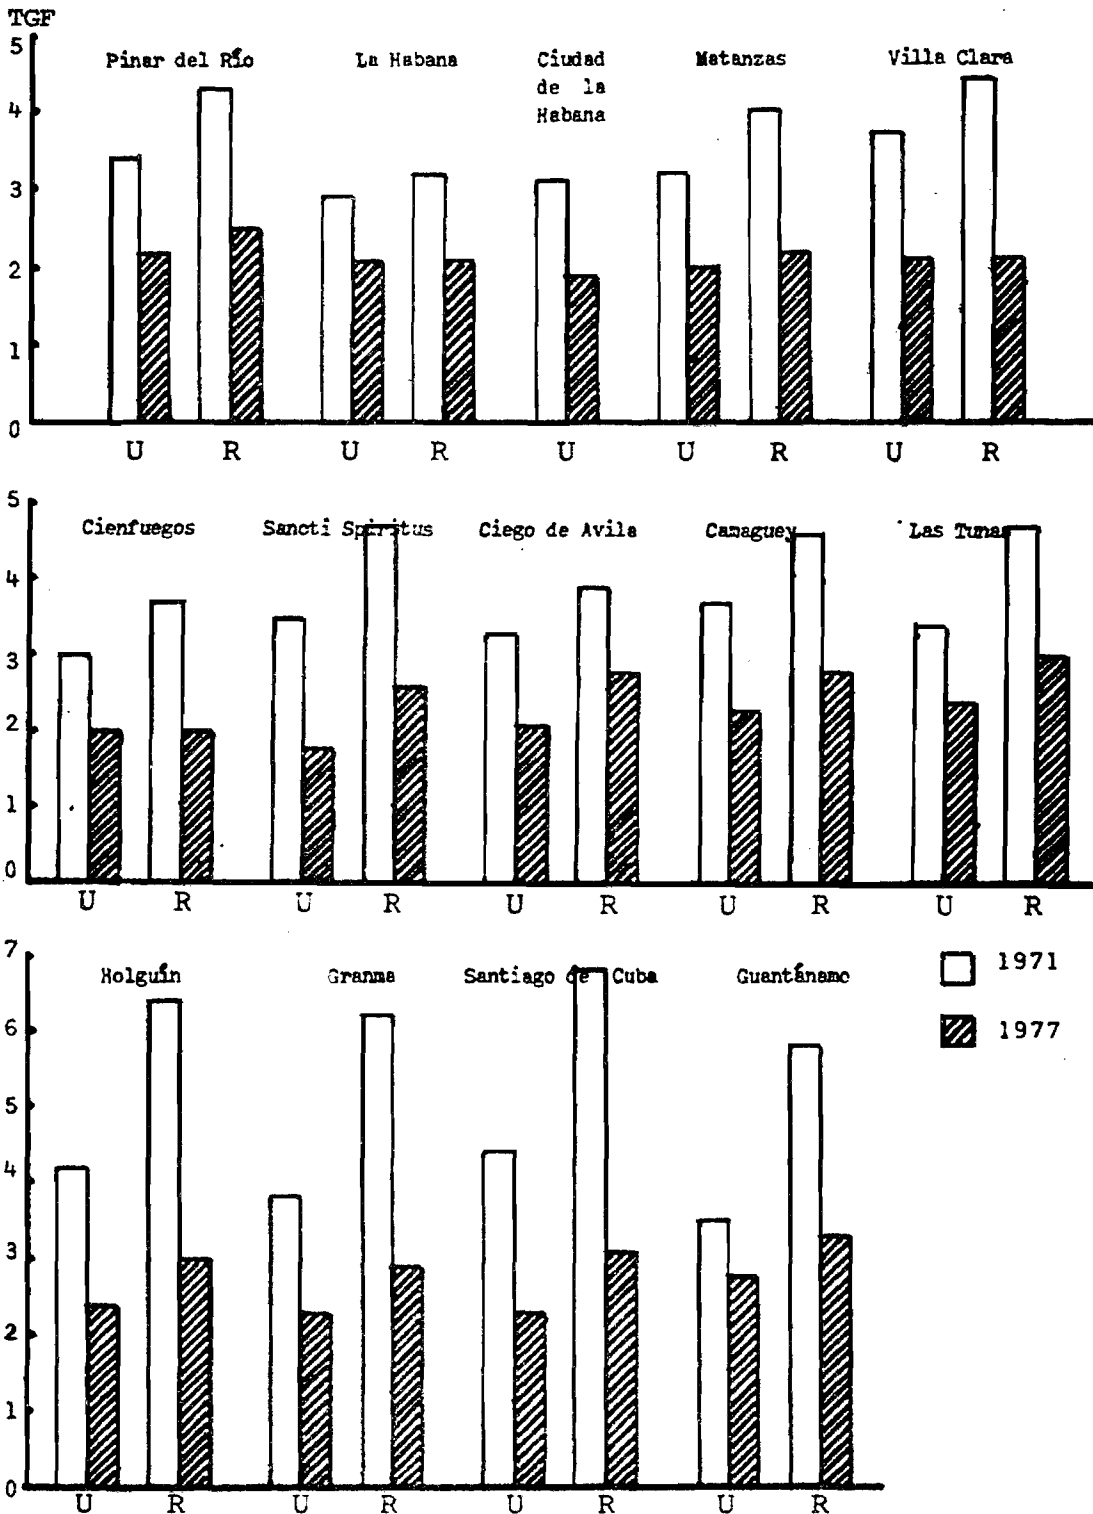 TGF
5
Pinar del Río La Habana Ciudad Matanzas Villa Clara
de la
Habana
4
3
2
1
0
U R U R U U R U R
5
Cienfuegos Sancti Spiritus Ciego de Avila Camaguey Las Tunas
4
3
2
1
0
U R U R U R U R U R
7
Holguín Granma Santiago de Cuba Guantánamo
1971
6
1977
5
4
3
2
1
0
U R U R U R U R